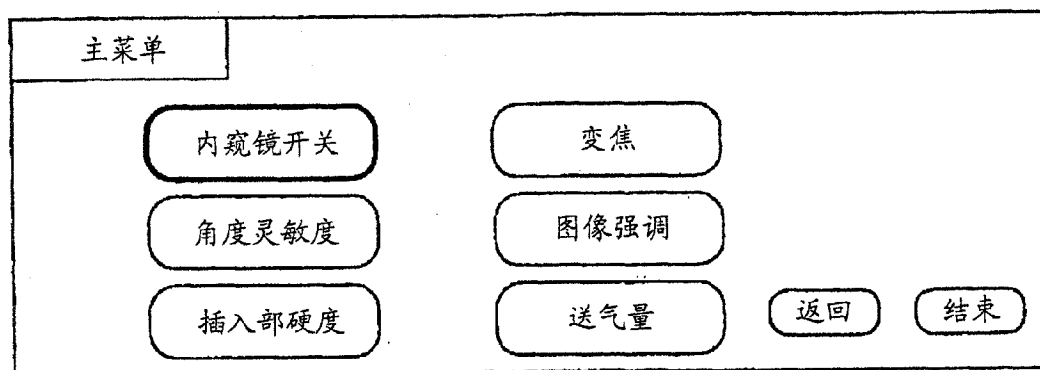 主菜单
内窥镜开关
变焦
角度灵敏度
图像强调
插入部硬度
送气量
返回
结束